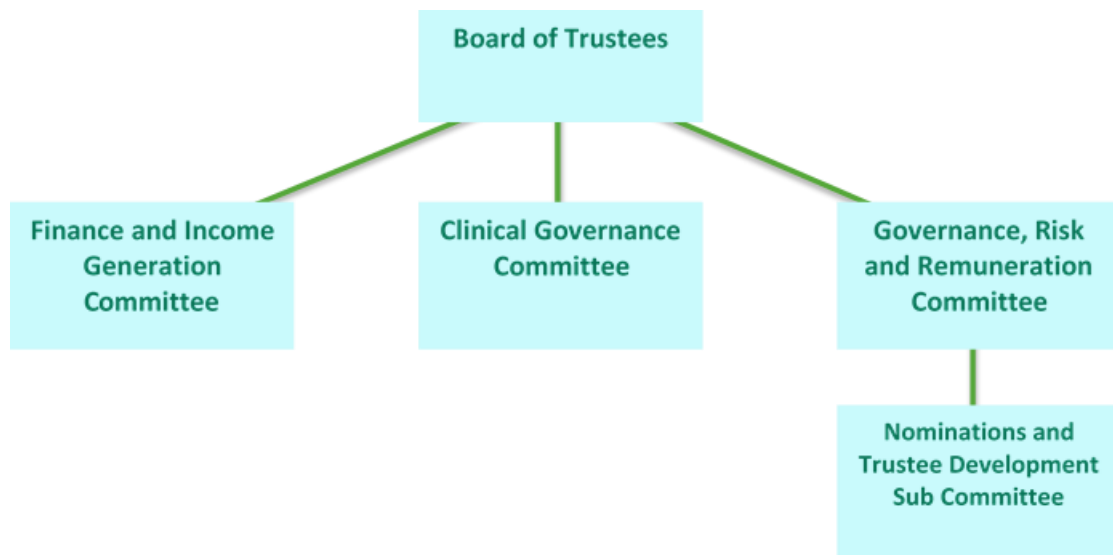 Board of Trustees
Finance and Income
Generation
Committee
Clinical Governance
Committee
Governance, Risk
and Remuneration
Committee
Nominations and
Trustee Development
Sub Committee